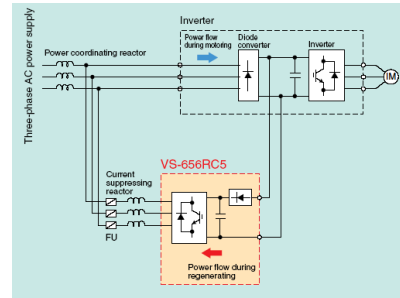 Inverter
Three-phase AC power supply
Power coordinating reactor
Power flow
during motoring
Diode
converter
Inverter
IM
VS-656RC5
Current
suppressing
reactor
FU
Power flow during
regenerating